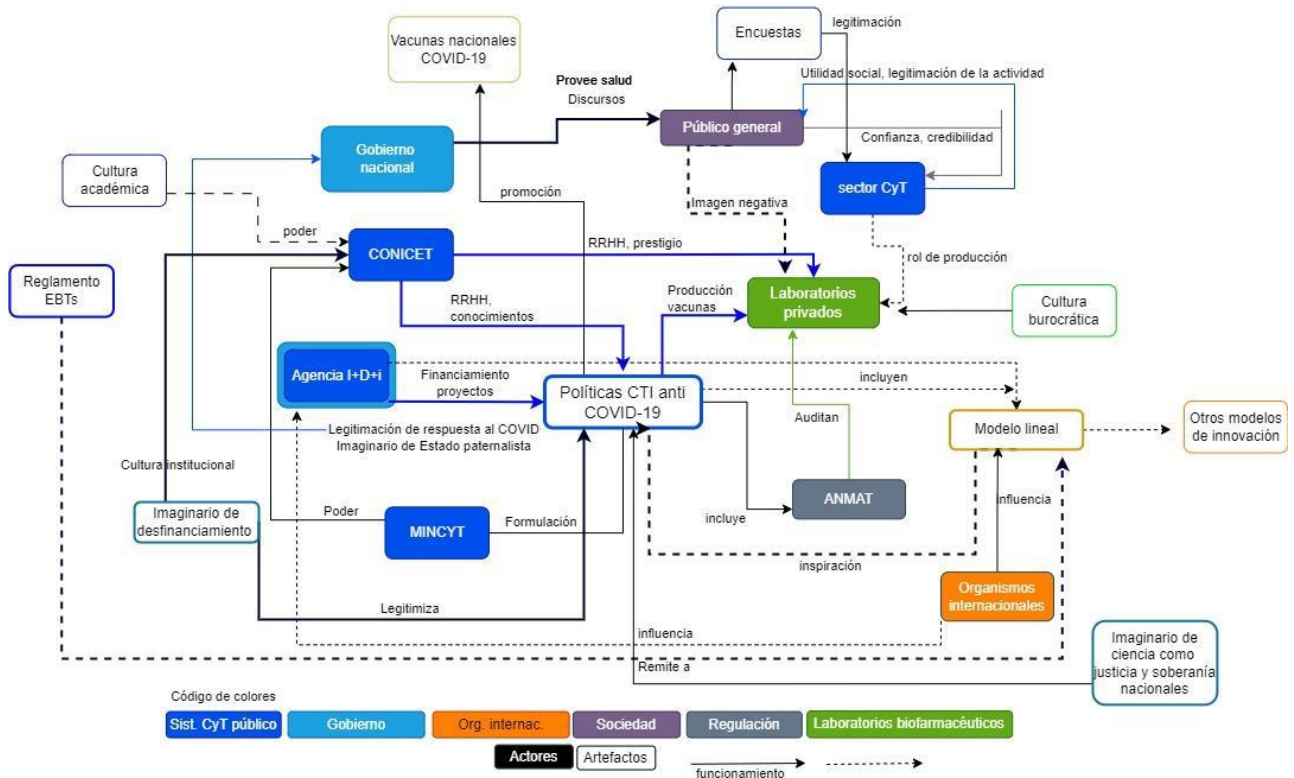 Encuestas
legitimación
Vacunas nacionales
COVID-19
Utilidad social, legitimación de la actividad
Provee salud
Discursos
Público general
Confianza, credibilidad
Gobierno
nacional
Cultura
académica
sector CyT
promoción
Imagen negativa
poder
CONICET
RRHH, prestigio
rol de producción
Reglamento
EBTs
RRHH,
conocimientos
Producción
vacunas
Laboratorios
privados
Cultura
burocrática
Agencia I+D+i
Financiamiento
proyectos
Políticas CTI anti
COVID-19
incluyen
Auditan
Modelo lineal
Otros modelos
de innovación
Legitimación de respuesta al COVID
Imaginario de Estado paternalista
Cultura institucional
Imaginario de
desfinanciamiento
Poder
MINCYT
Formulación
incluye
ANMAT
influencia
inspiración
Organismos
internacionales
Legitimiza
influencia
Remite a
Imaginario de
ciencia como
justicia y soberanía
nacionales
Código de colores
Sist. CyT público
Gobierno
Org. internac.
Sociedad
Regulación
Laboratorios biofarmacéuticos
Actores
Artefactos
funcionamiento